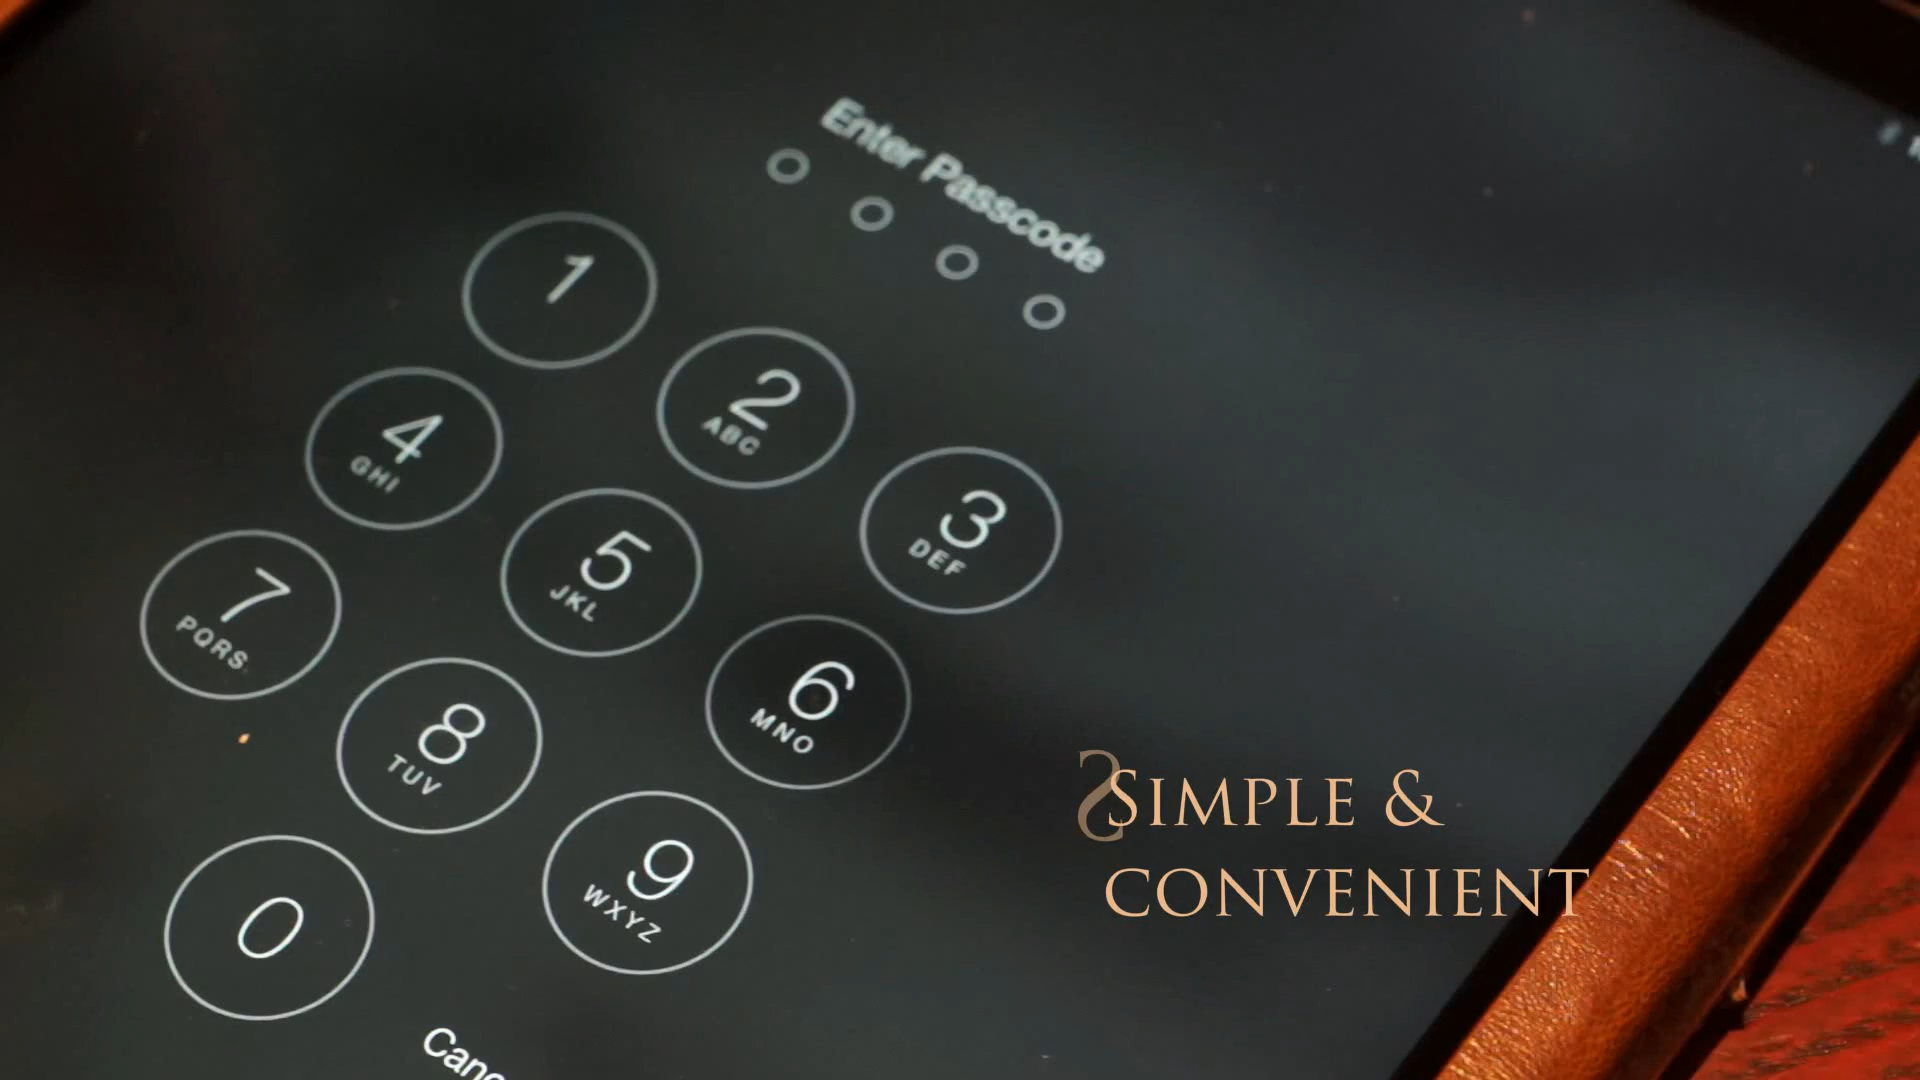 Enter Passcode
1
2
ABC
3
DEF
4
GHI
5
JKL
6
MNO
7
PQRS
8
TUV
9
WXYZ
0
SIMPLE &
CONVENIENT